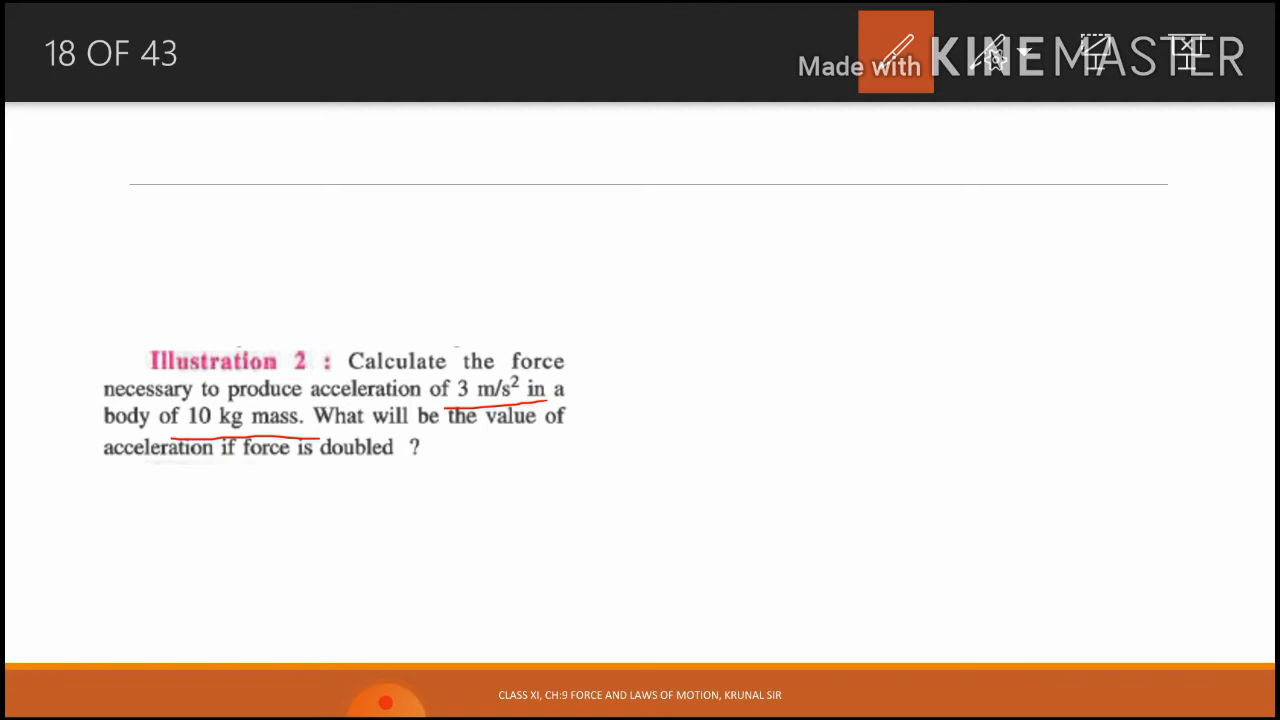 18 OF 43
Made with KINEMASTER
Illustration 2 : Calculate the force
necessary to produce acceleration of 3 m/s² in a
body of 10 kg mass. What will be the value of
acceleration if force is doubled ?
CLASS XI, CH:9 FORCE AND LAWS OF MOTION, KRUNAL SIR